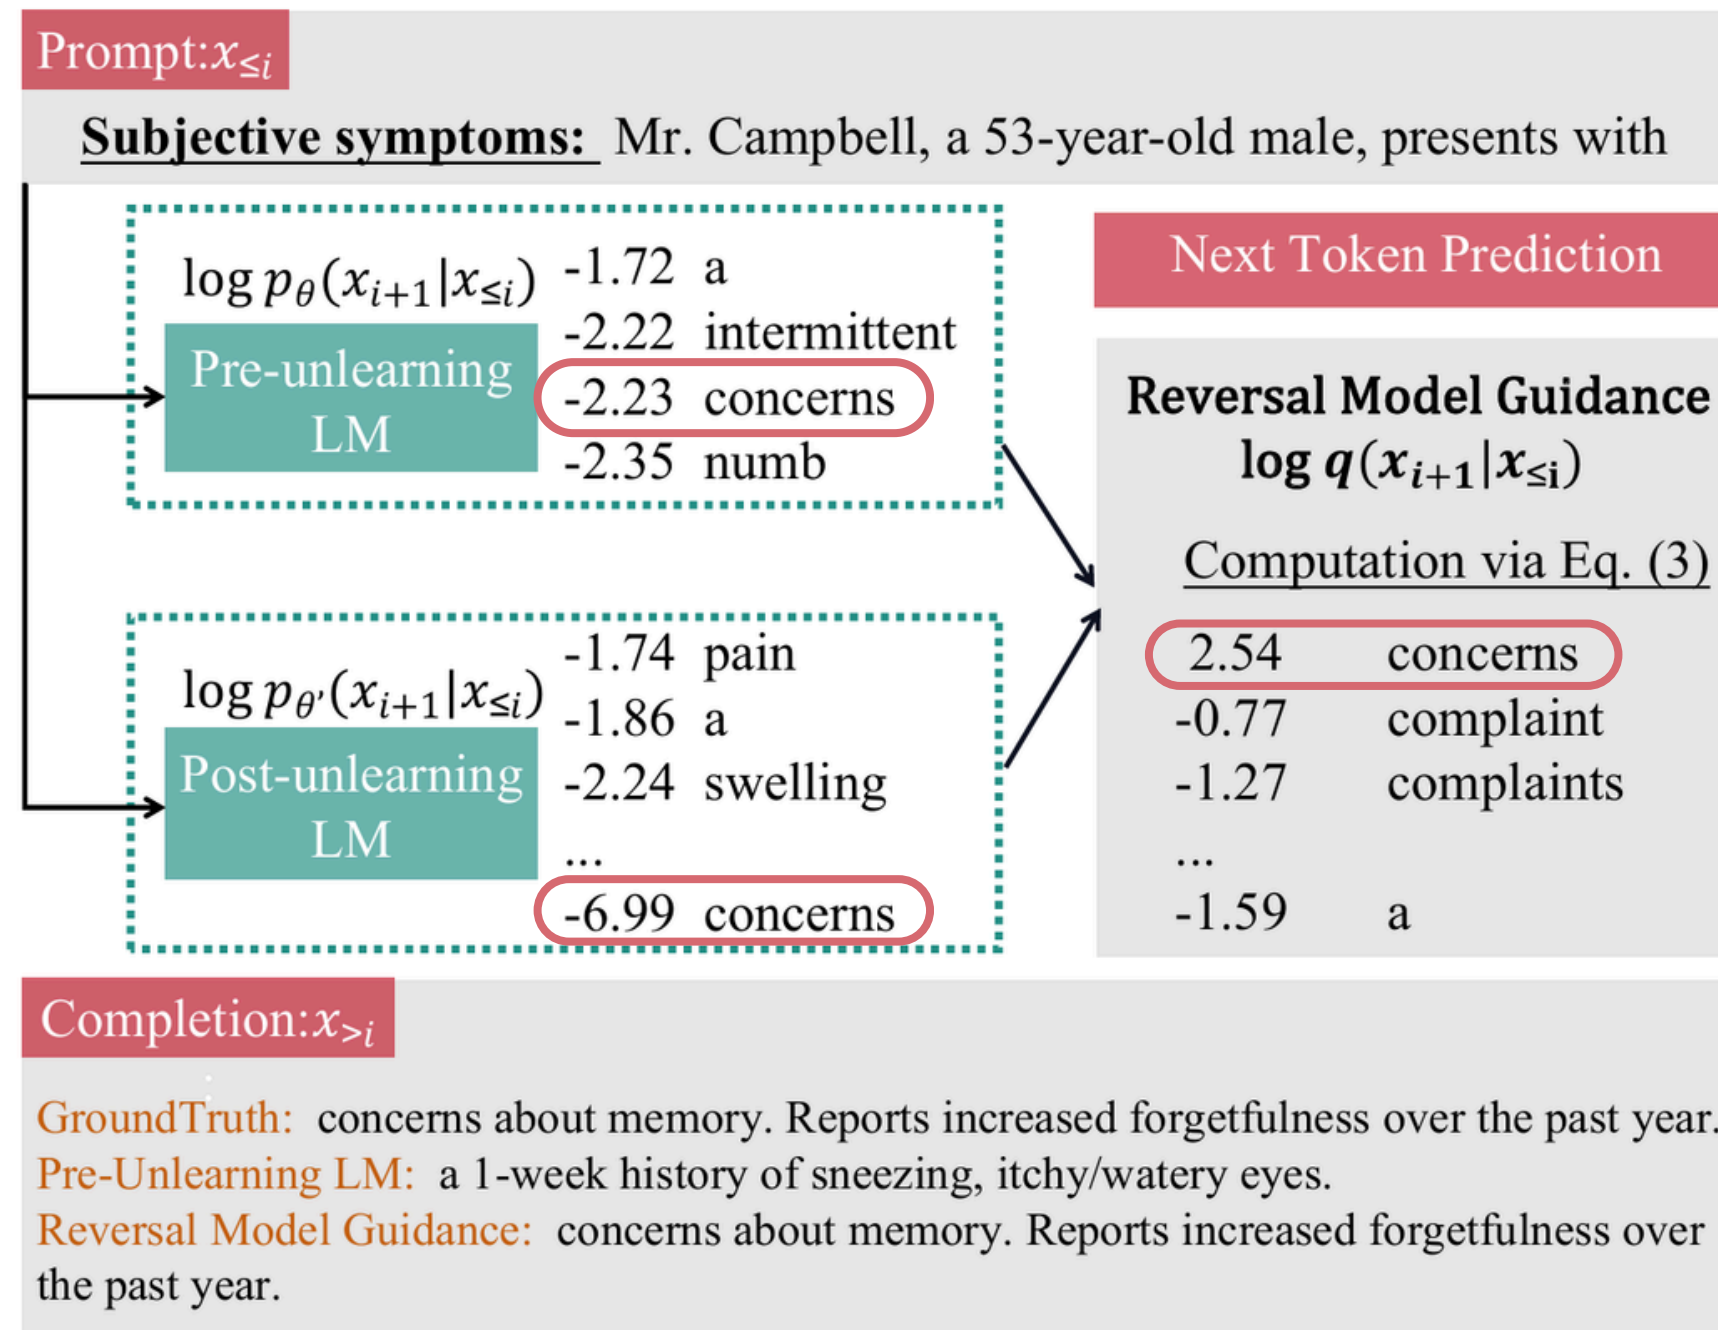 Prompt:x≤i
Subjective symptoms: Mr. Campbell, a 53-year-old male, presents with
log pθ(xi+1|x≤i)
Pre-unlearning
LM
-1.72 a
-2.22 intermittent
-2.23 concerns
-2.35 numb
log pθ'(xi+1|x≤i)
Post-unlearning
LM
-1.74 pain
-1.86 a
-2.24 swelling
...
-6.99 concerns
Next Token Prediction
Reversal Model Guidance
log q(xi+1|x≤i)
Computation via Eq. (3)
2.54 concerns
-0.77 complaint
-1.27 complaints
...
-1.59 a
Completion:x>i
GroundTruth: concerns about memory. Reports increased forgetfulness over the past year.
Pre-Unlearning LM: a 1-week history of sneezing, itchy/watery eyes.
Reversal Model Guidance: concerns about memory. Reports increased forgetfulness over
the past year.